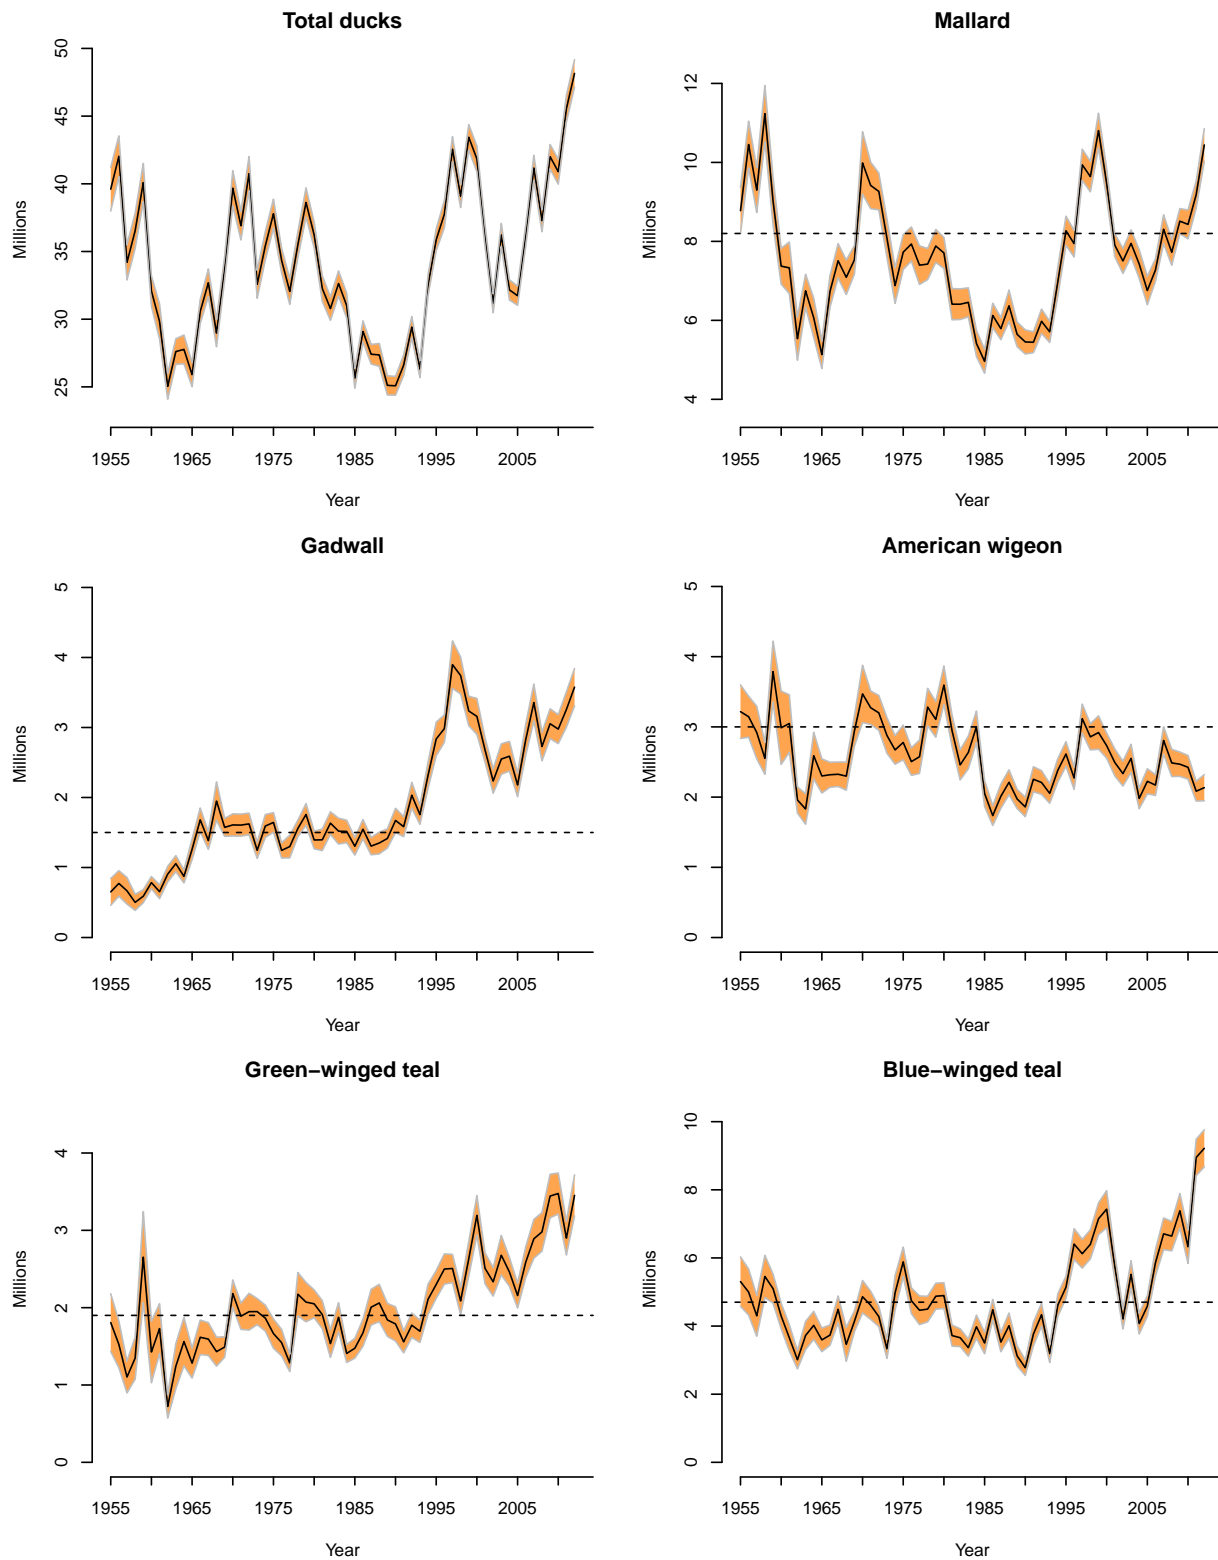 Total ducks
Mallard
Millions
25 30 35 40 45 50
1955 1965 1975 1985 1995 2005
Year
Millions
4 6 8 10 12
1955 1965 1975 1985 1995 2005
Year
Gadwall
American wigeon
Millions
0 1 2 3 4 5
1955 1965 1975 1985 1995 2005
Year
Millions
0 1 2 3 4 5
1955 1965 1975 1985 1995 2005
Year
Green−winged teal
Blue−winged teal
Millions
0 1 2 3 4
1955 1965 1975 1985 1995 2005
Year
Millions
0 2 4 6 8 10
1955 1965 1975 1985 1995 2005
Year